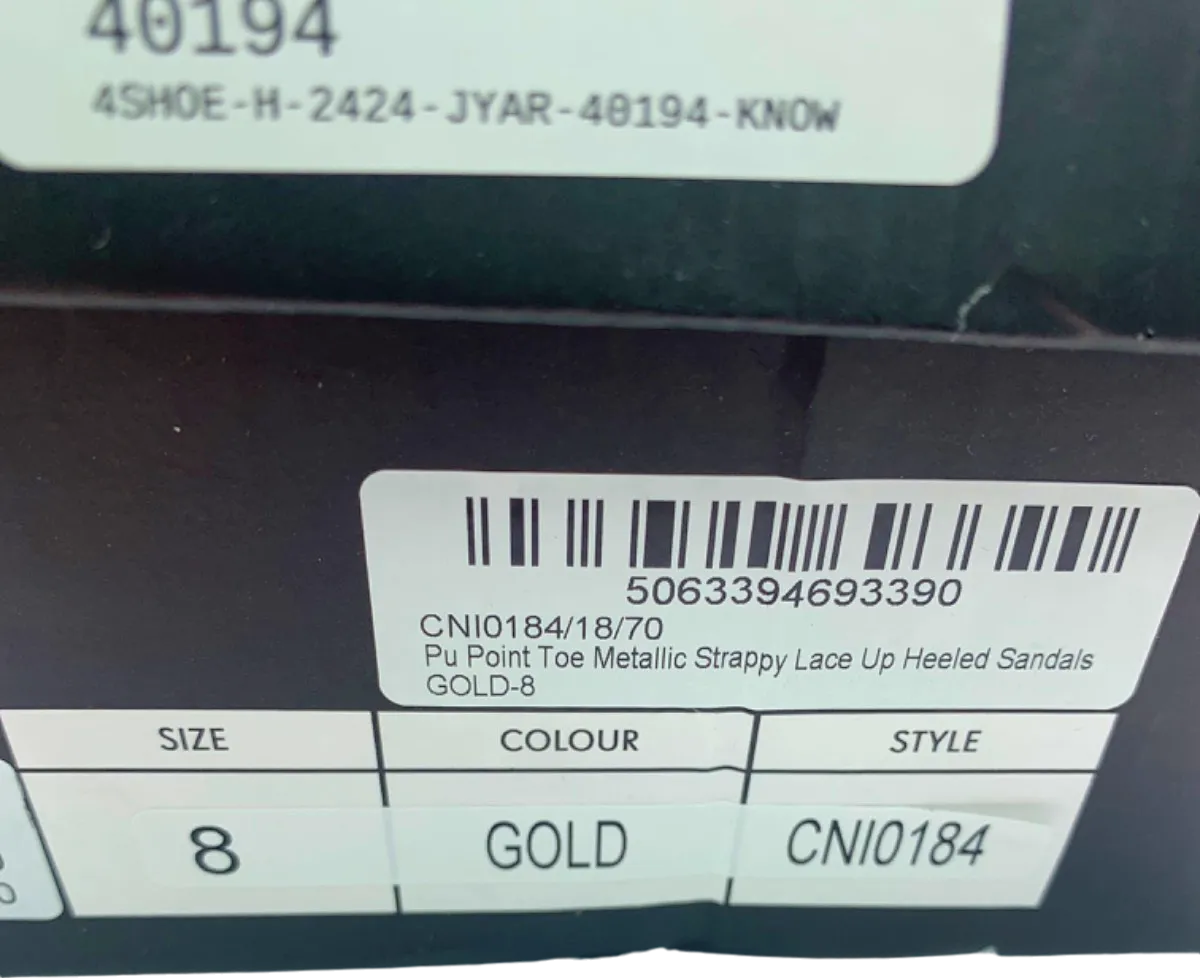 40194
4SHOE-H-2424-JYAR-40194-KNOW
5063394693390
CNI0184/18/70
Pu Point Toe Metallic Strappy Lace Up Heeled Sandals
GOLD-8
SIZE COLOUR STYLE
8 GOLD CNI0184